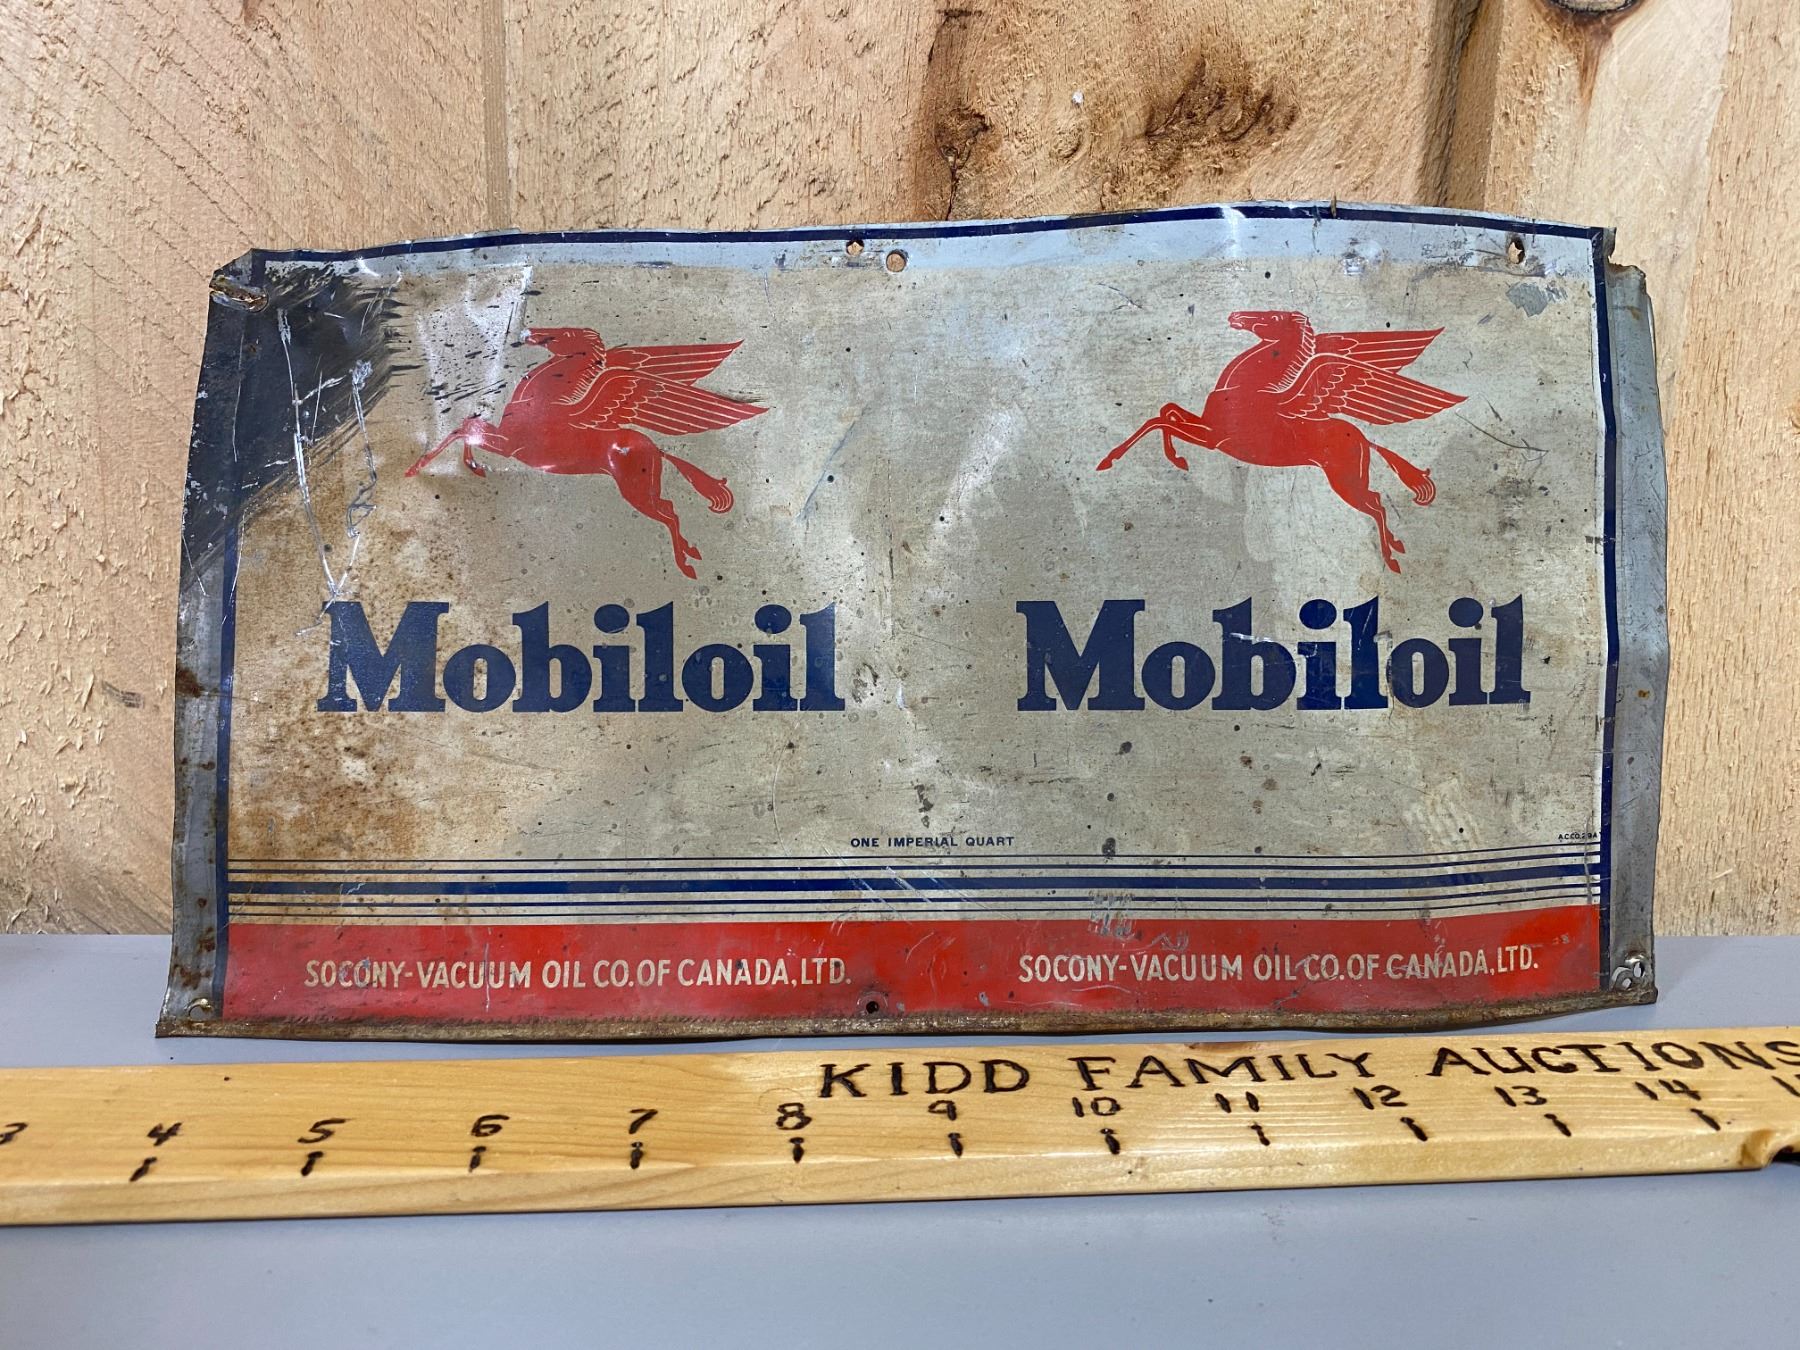 Mobiloil Mobiloil
ONE IMPERIAL QUART
SOCONY-VACUUM OIL CO. OF CANADA, LTD. SOCONY-VACUUM OIL CO. OF CANADA, LTD.
KIDD FAMILY AUCTIONS
3 4 5 6 7 8 9 10 11 12 13 14